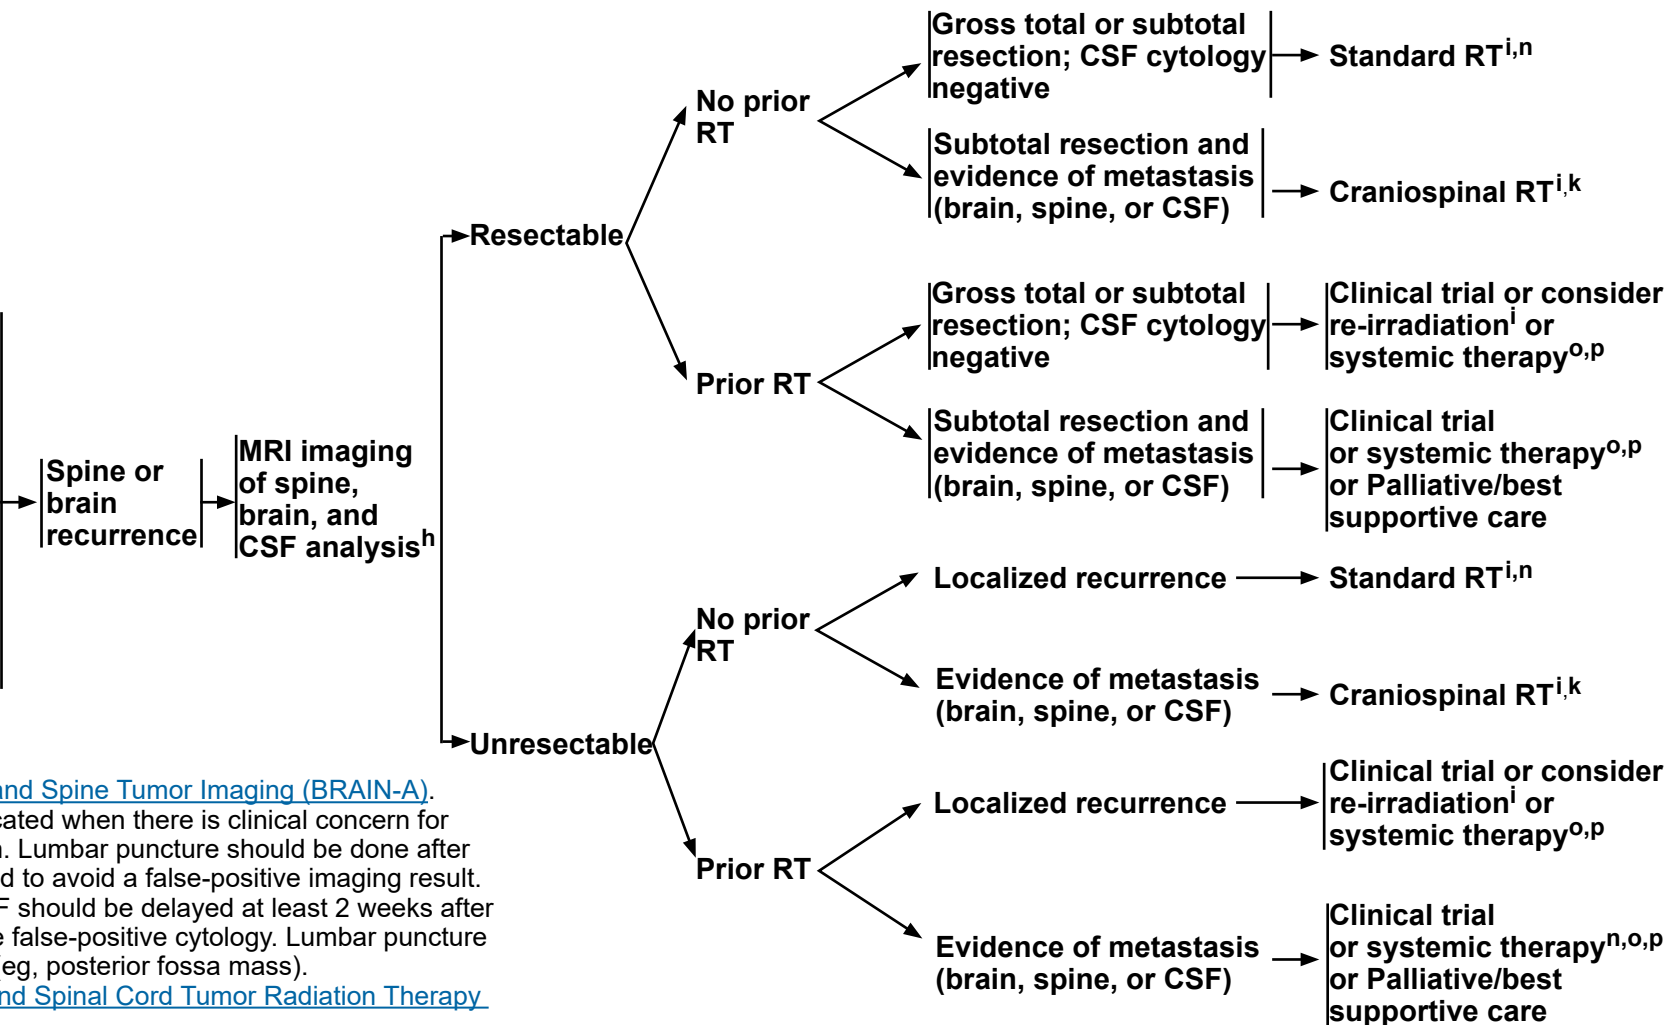 Gross total or subtotal
resection; CSF cytology
negative
Standard RTi,n
No prior
RT
Subtotal resection and
evidence of metastasis
(brain, spine, or CSF)
Craniospinal RTi,k
Resectable
Gross total or subtotal
resection; CSF cytology
negative
Clinical trial or consider
re-irradiationi or
systemic therapyo,p
Prior RT
Subtotal resection and
evidence of metastasis
(brain, spine, or CSF)
Clinical trial
or systemic therapyo,p
or Palliative/best
supportive care
Spine or
brain
recurrence
MRI imaging
of spine,
brain, and
CSF analysish
Localized recurrence
Standard RTi,n
No prior
RT
Evidence of metastasis
(brain, spine, or CSF)
Craniospinal RTi,k
Unresectable
Localized recurrence
Clinical trial or consider
re-irradiationi or
systemic therapyo,p
Prior RT
Evidence of metastasis
(brain, spine, or CSF)
Clinical trial
or systemic therapyn,o,p
or Palliative/best
supportive care
and Spine Tumor Imaging (BRAIN-A).
when there is clinical concern for
Lumbar puncture should be done after
to avoid a false-positive imaging result.
should be delayed at least 2 weeks after
false-positive cytology. Lumbar puncture
(eg, posterior fossa mass).
and Spinal Cord Tumor Radiation Therapy